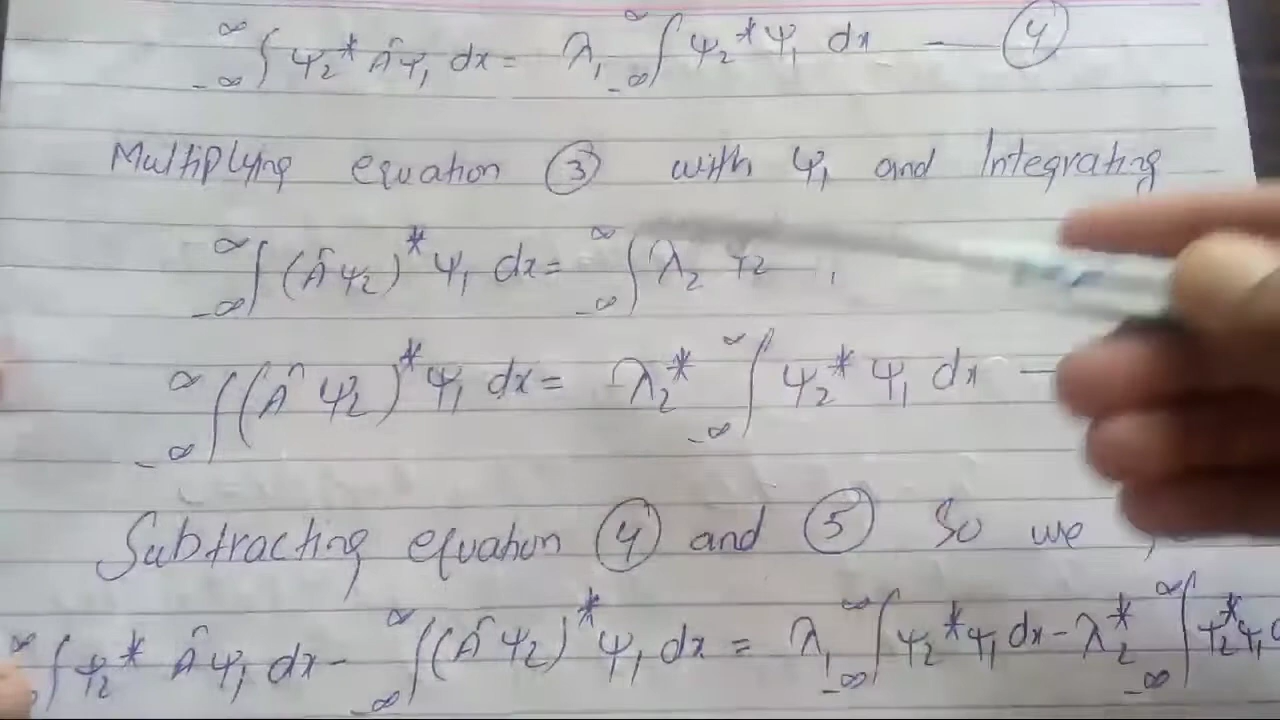 ∞∫-∞ ψ₂* Âψ₁ dx = λ₁ ∞∫-∞ ψ₂* ψ₁ dx — ④
Multiplying equation ③ with ψ₁ and Integrating
∞∫-∞ (Âψ₂)* ψ₁ dx = ∞∫-∞ λ₂ ψ₂
∞∫-∞ (Â ψ₂)* ψ₁ dx = λ₂* ∞∫-∞ ψ₂* ψ₁ dx —
Subtracting equation ④ and ⑤ So we
∞∫ ψ₂* Âψ₁ dx - ∞∫-∞ (Âψ₂)* ψ₁ dx = λ₁ ∞∫-∞ ψ₂* ψ₁ dx - λ₂* ∞∫-∞ ψ₂* ψ₁